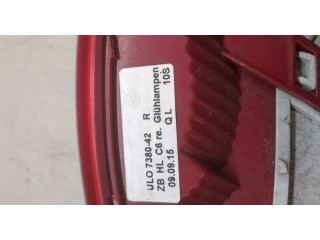 ULO 7380-42 R
ZB HL C6 re. Glühlampen
09.09.15 QL 10S